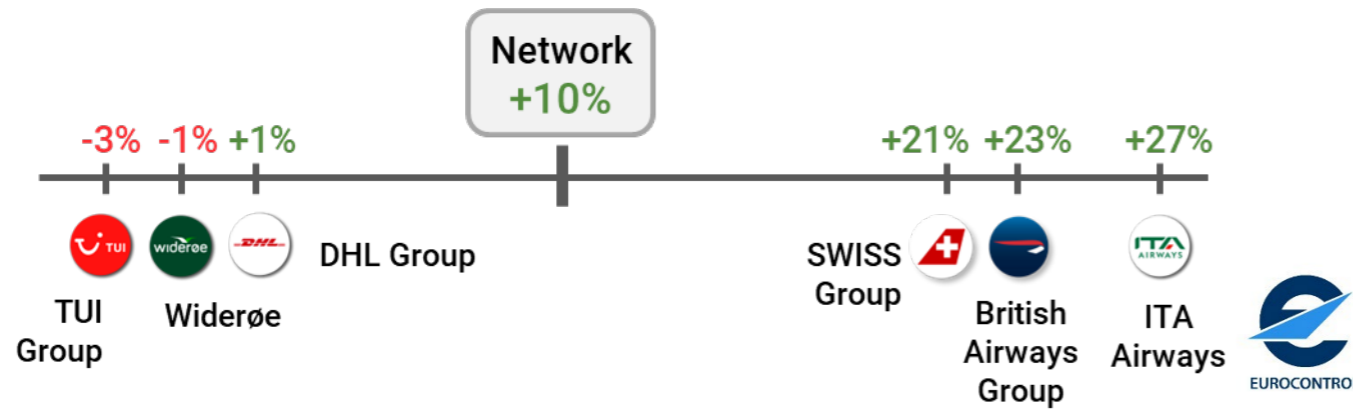 Network
+10%
-3% -1% +1%
+21% +23% +27%
TUI
widerøe
DHL
ITA
AIRWAYS
DHL Group
SWISS
Group
TUI
Group
Widerøe
British
Airways
Group
ITA
Airways
EUROCONTRO